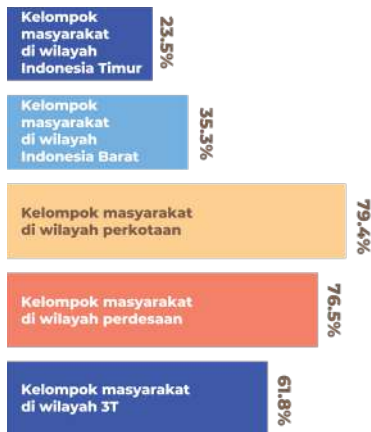 Kelompok
masyarakat
di wilayah
Indonesia Timur
23.5%
Kelompok
masyarakat
di wilayah
Indonesia Barat
35.3%
Kelompok masyarakat
di wilayah perkotaan
79.4%
Kelompok masyarakat
di wilayah perdesaan
76.5%
Kelompok masyarakat
di wilayah 3T
61.8%